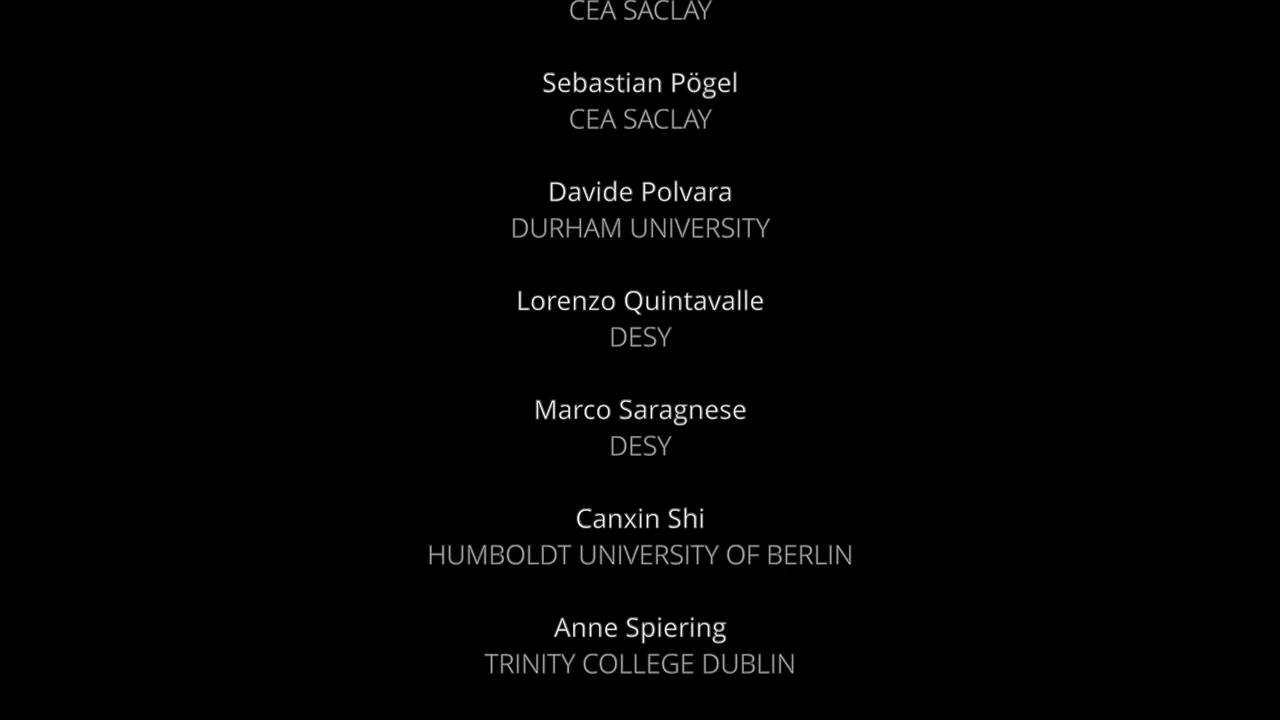 CEA SACLAY
Sebastian Pögel
CEA SACLAY
Davide Polvara
DURHAM UNIVERSITY
Lorenzo Quintavalle
DESY
Marco Saragnese
DESY
Canxin Shi
HUMBOLDT UNIVERSITY OF BERLIN
Anne Spiering
TRINITY COLLEGE DUBLIN